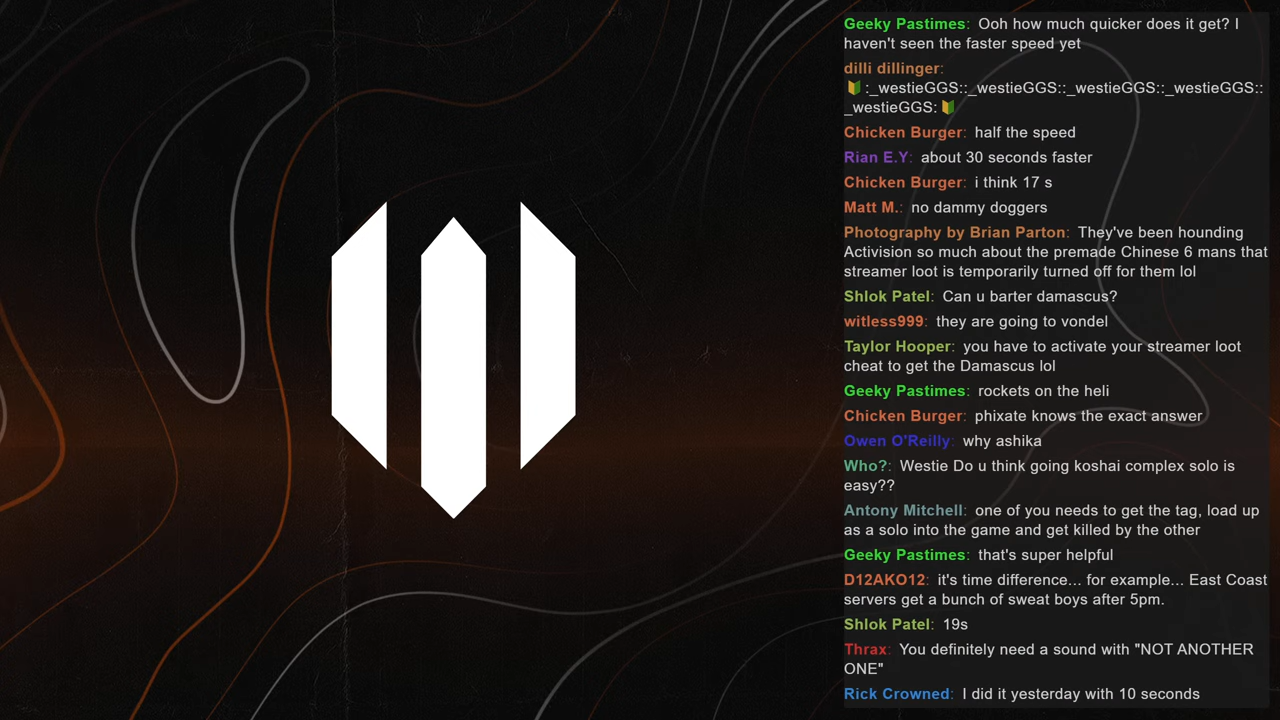 Geeky Pastimes: Ooh how much quicker does it get? I
haven't seen the faster speed yet
dilli dillinger:
:_westieGGS::_westieGGS::_westieGGS::_westieGGS::
_westieGGS:
Chicken Burger: half the speed
Rian E.Y: about 30 seconds faster
Chicken Burger: i think 17 s
Matt M.: no dammy doggers
Photography by Brian Parton: They've been hounding
Activision so much about the premade Chinese 6 mans that
streamer loot is temporarily turned off for them lol
Shlok Patel: Can u barter damascus?
witless999: they are going to vondel
Taylor Hooper: you have to activate your streamer loot
cheat to get the Damascus lol
Geeky Pastimes: rockets on the heli
Chicken Burger: phixate knows the exact answer
Owen O'Reilly: why ashika
Who?: Westie Do u think going koshai complex solo is
easy??
Antony Mitchell: one of you needs to get the tag, load up
as a solo into the game and get killed by the other
Geeky Pastimes: that's super helpful
D12AKO12: it's time difference... for example... East Coast
servers get a bunch of sweat boys after 5pm.
Shlok Patel: 19s
Thrax: You definitely need a sound with "NOT ANOTHER
ONE"
Rick Crowned: I did it yesterday with 10 seconds